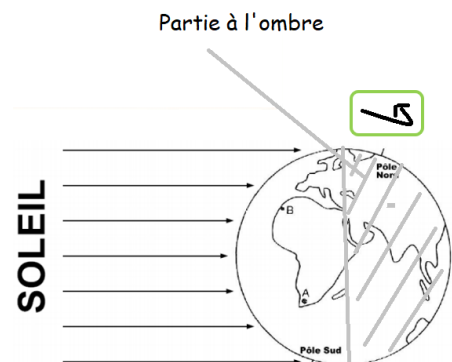 Partie à l'ombre
Pôle
Nord
SOLEIL
B
A
Pôle Sud